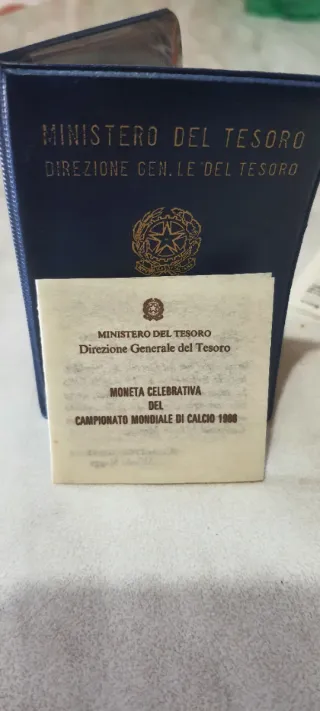 MINISTERO DEL TESORO
DIREZIONE GEN.LE DEL TESORO
MINISTERO DEL TESORO
Direzione Generale del Tesoro
MONETA CELEBRATIVA
DEL
CAMPIONATO MONDIALE DI CALCIO